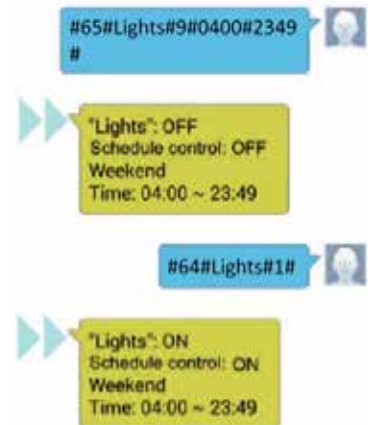 #65#Lights#9#0400#2349
#
"Lights": OFF
Schedule control: OFF
Weekend
Time: 04:00 ~ 23:49
#64#Lights#1#
"Lights": ON
Schedule control: ON
Weekend
Time: 04:00 ~ 23:49